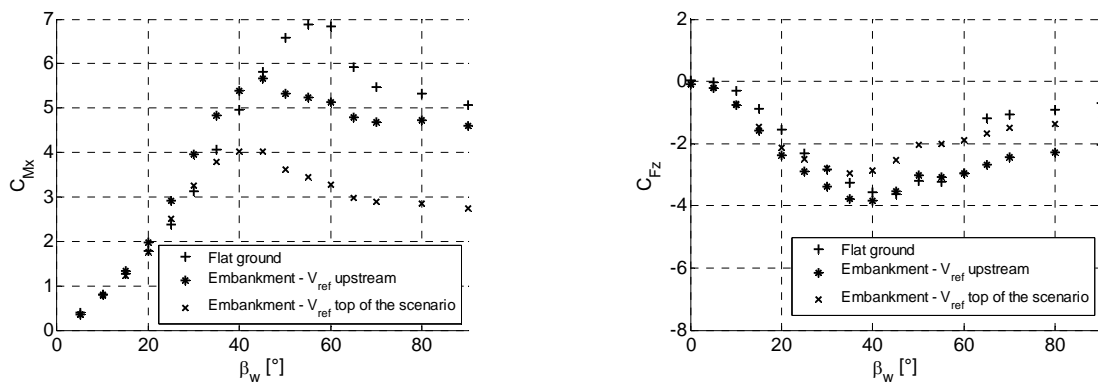 7
6
5
4
3
2
1
0
C_Mx
0 20 40 60 80
β_w [°]
Flat ground
Embankment - V_ref upstream
Embankment - V_ref top of the scenario
2
0
-2
-4
-6
-8
C_Fz
0 20 40 60 80
β_w [°]
Flat ground
Embankment - V_ref upstream
Embankment - V_ref top of the scenario